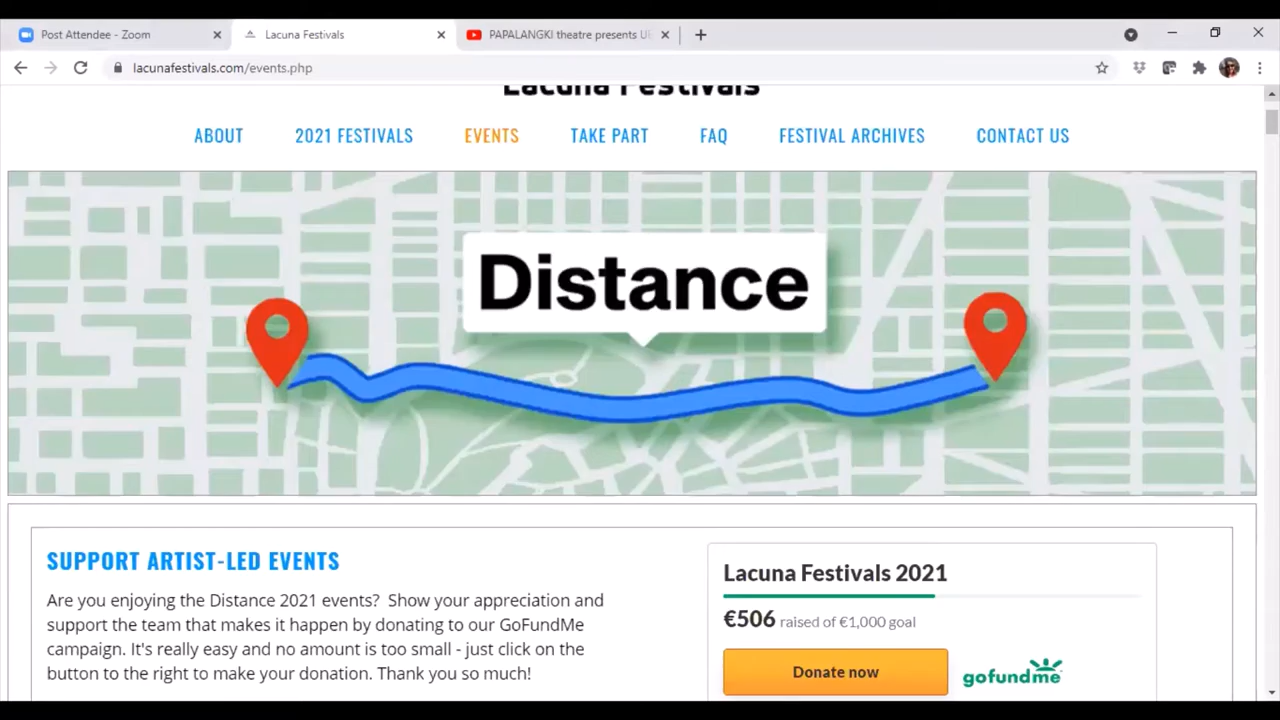 Post Attendee - Zoom
Lacuna Festivals
PAPALANGKI theatre presents
lacunafestivals.com/events.php
Lacuna Festivals
ABOUT
2021 FESTIVALS
EVENTS
TAKE PART
FAQ
FESTIVAL ARCHIVES
CONTACT US
Distance
SUPPORT ARTIST-LED EVENTS
Are you enjoying the Distance 2021 events? Show your appreciation and
support the team that makes it happen by donating to our GoFundMe
campaign. It's really easy and no amount is too small - just click on the
button to the right to make your donation. Thank you so much!
Lacuna Festivals 2021
€506 raised of €1,000 goal
Donate now
gofundme